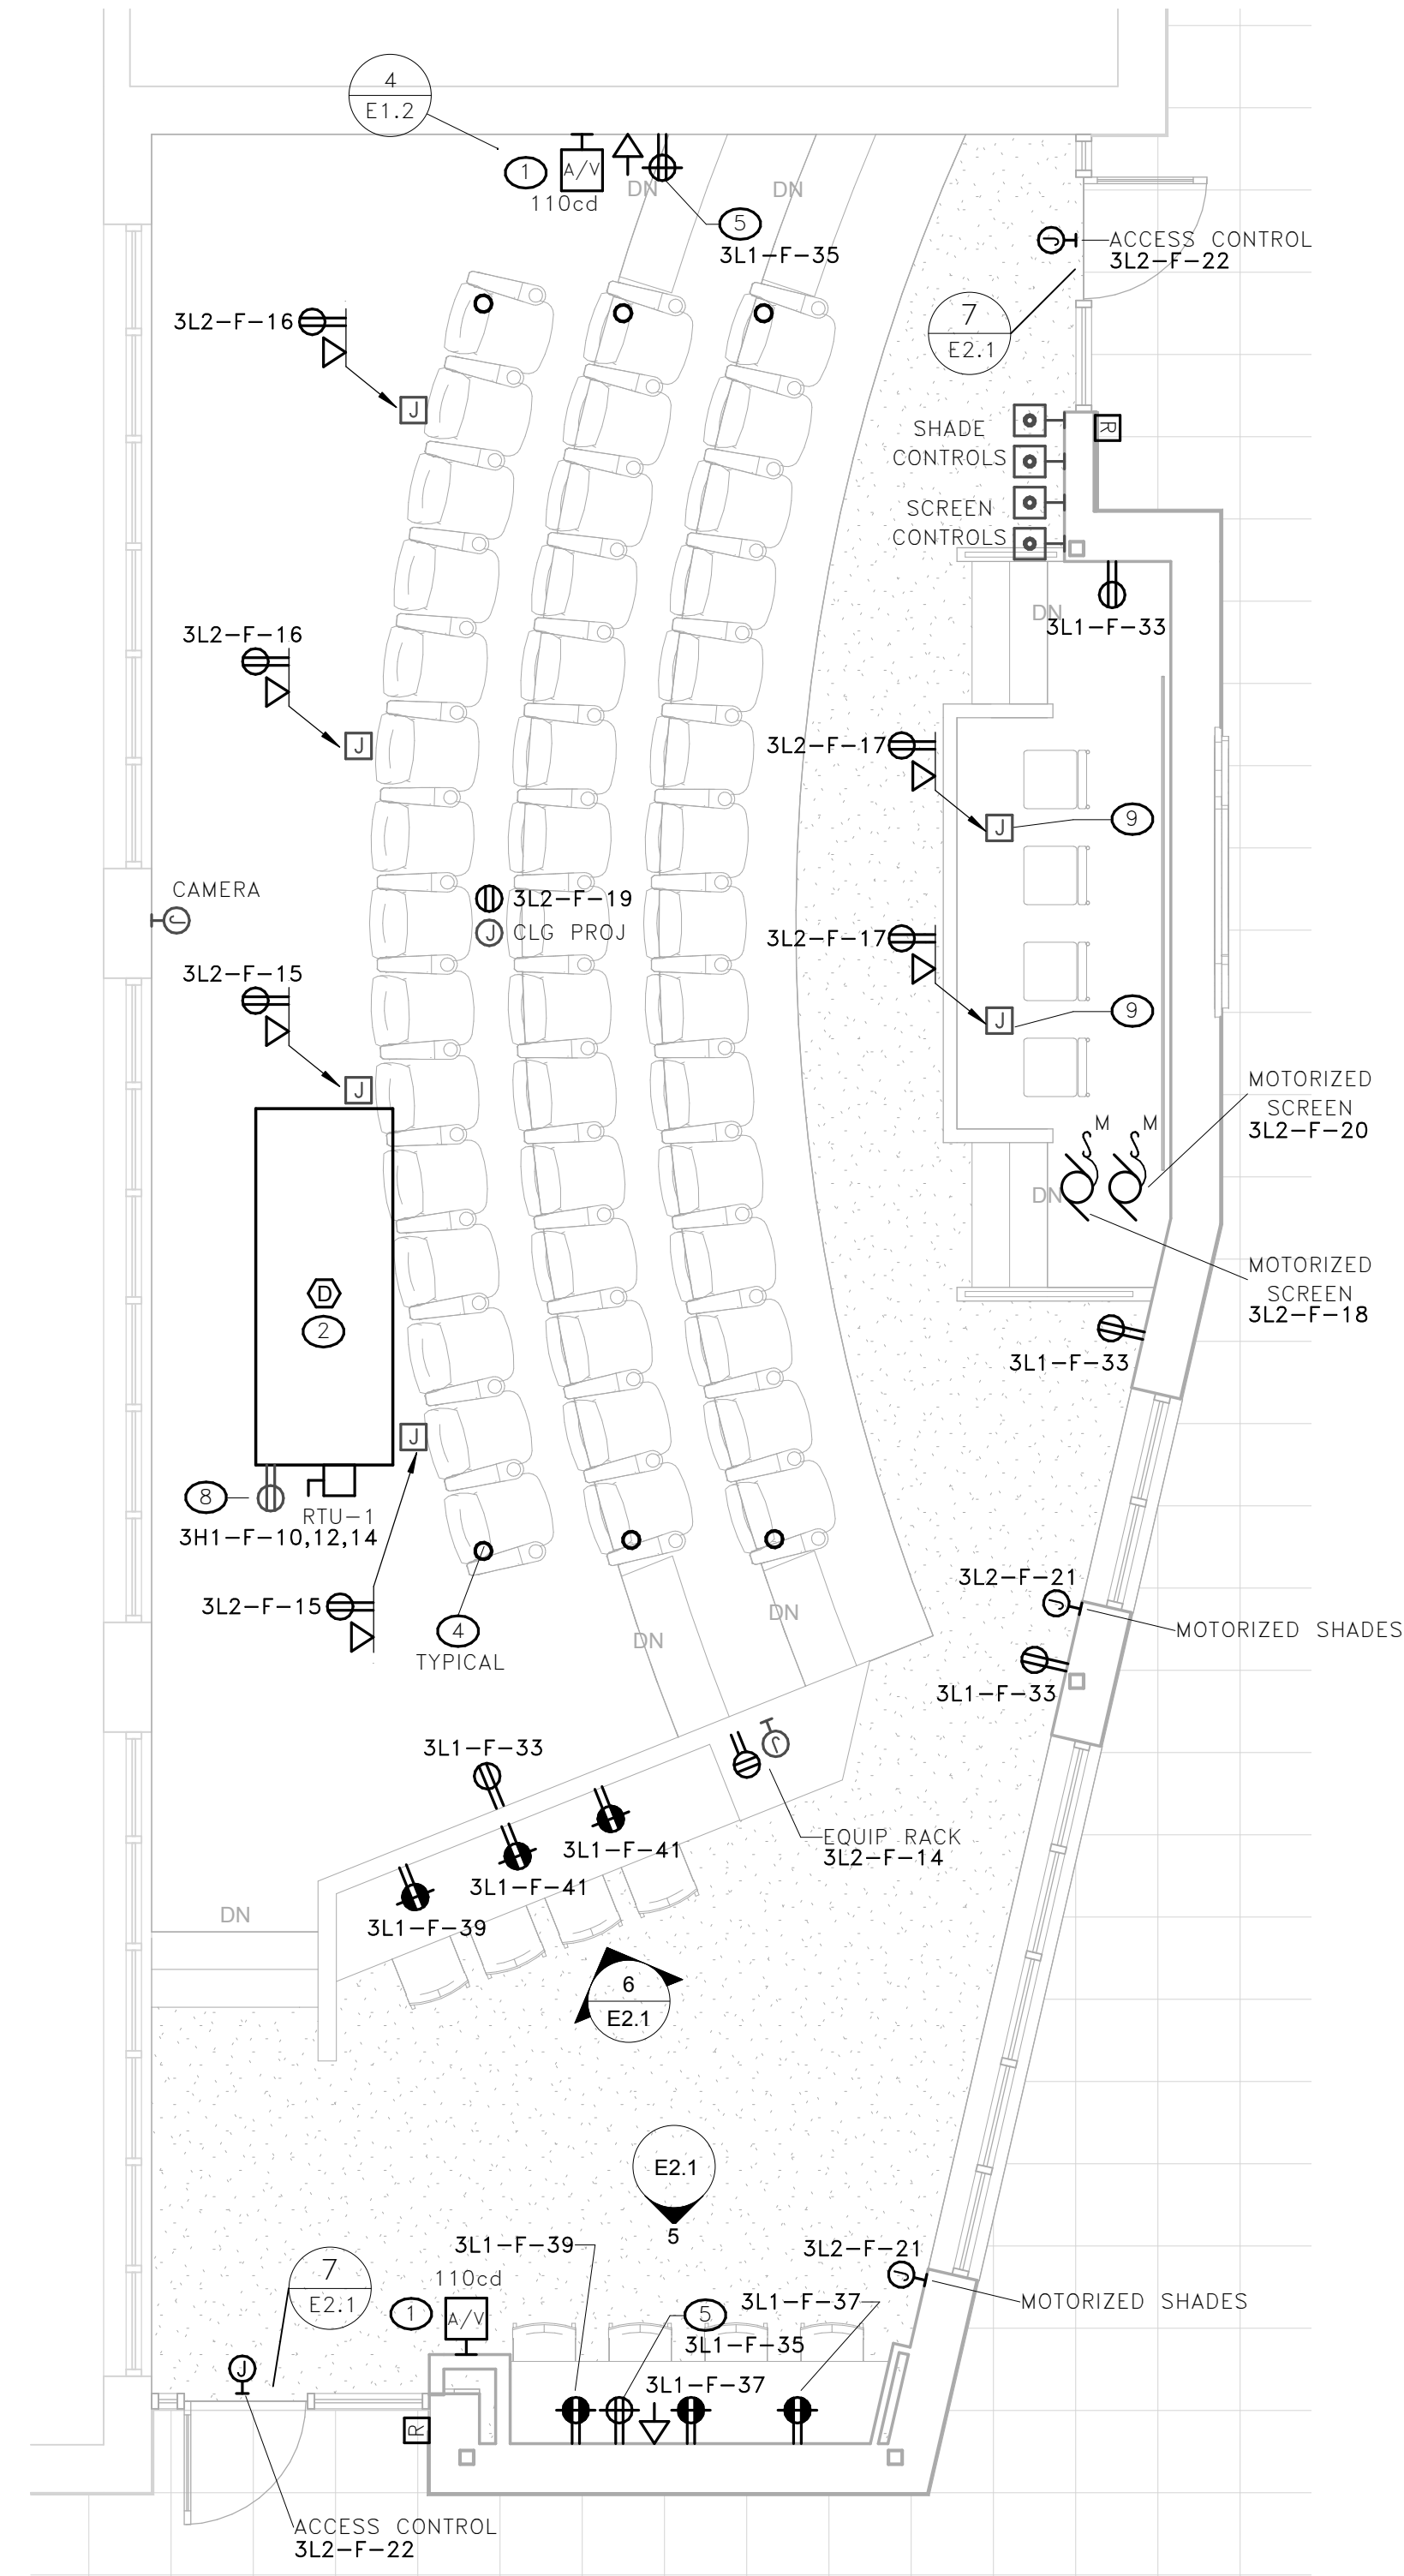 4
E1.2
1
A/V
110cd
DN
DN
5
3L1-F-35
J
ACCESS CONTROL
3L2-F-22
7
E2.1
3L2-F-16
J
SHADE
CONTROLS
SCREEN
CONTROLS
R
DN
3L1-F-33
3L2-F-16
J
3L2-F-17
J
9
CAMERA
J
3L2-F-19
J
CLG PROJ
3L2-F-17
J
9
3L2-F-15
J
MOTORIZED
SCREEN
3L2-F-20
M
M
DN
MOTORIZED
SCREEN
3L2-F-18
D
2
3L1-F-33
J
8
RTU-1
3H1-F-10,12,14
3L2-F-15
4
TYPICAL
DN
DN
3L2-F-21
J
MOTORIZED SHADES
3L1-F-33
3L1-F-33
J
EQUIP RACK
3L2-F-14
3L1-F-41
3L1-F-41
3L1-F-39
DN
6
E2.1
E2.1
5
3L1-F-39
3L2-F-21
J
MOTORIZED SHADES
7
E2.1
110cd
1
A/V
5
3L1-F-35
3L1-F-37
3L1-F-37
J
R
ACCESS CONTROL
3L2-F-22